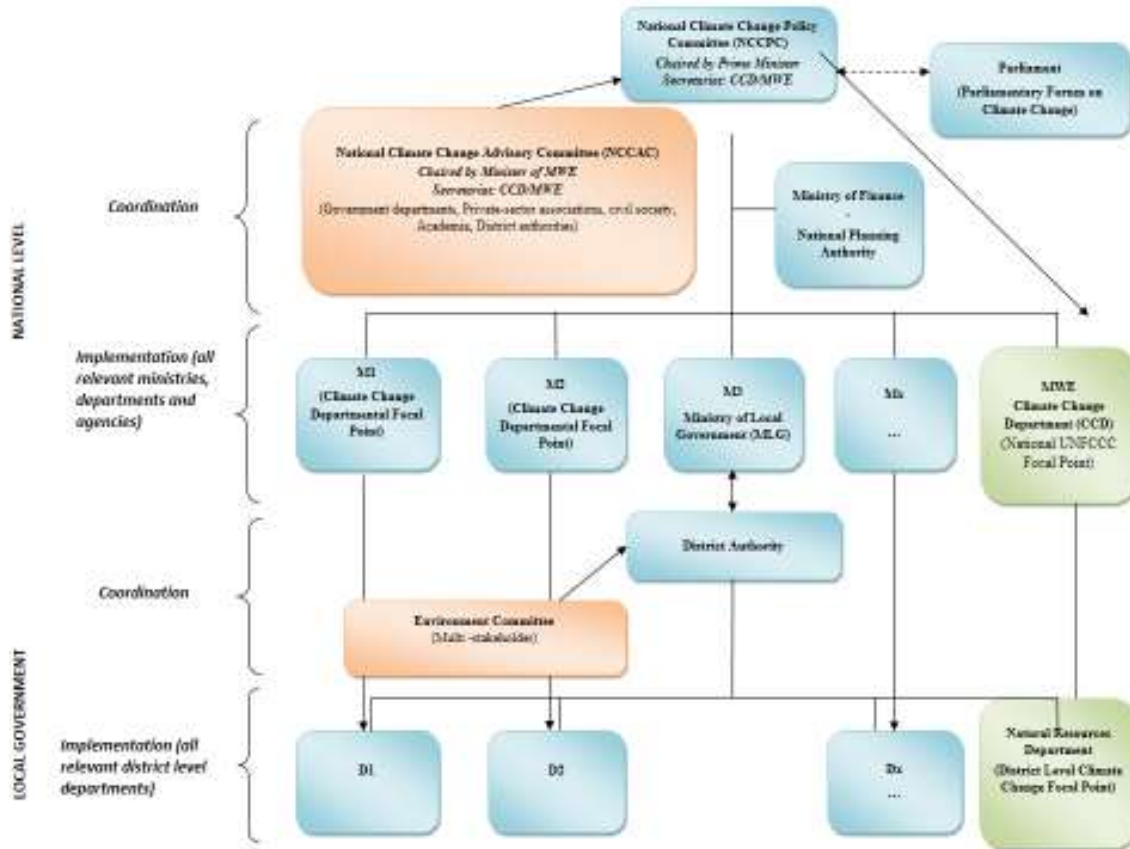 National Climate Change Policy
Committee (NCCPC)
Chaired by Prime Minister
Secretariat: CCD/MWE
Parliament
(Parliamentary Forum on
Climate Change)
National Climate Change Advisory Committee (NCCAC)
Chaired by Minister of MWE
Secretariat: CCD/MWE
(Government departments, Private-sector associations, civil society,
Academia, District authorities)
Ministry of Finance
-
National Planning
Authority
Coordination
NATIONAL LEVEL
Implementation (all
relevant ministries,
departments and
agencies)
M1
(Climate Change
Departmental Focal
Point)
M2
(Climate Change
Departmental Focal
Point)
M3
Ministry of Local
Government (MLG)
Mx
...
MWE
Climate Change
Department (CCD)
(National UNFCCC
Focal Point)
District Authority
Coordination
Environment Committee
(Multi -stakeholder)
LOCAL GOVERNMENT
Implementation (all
relevant district level
departments)
D1
D2
Dx
...
Natural Resources
Department
(District Level Climate
Change Focal Point)